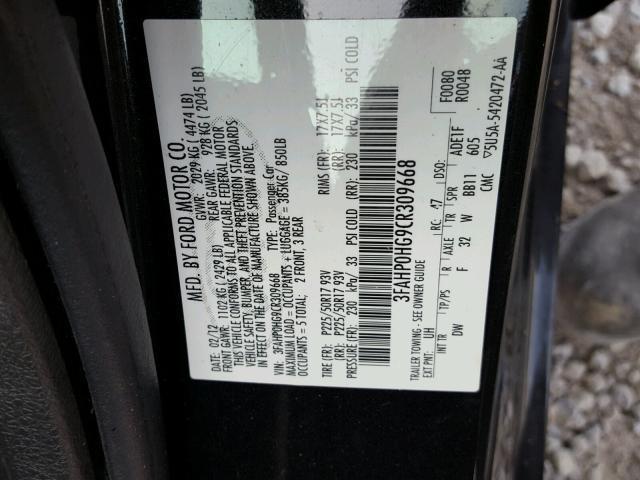 MFD. BY FORD MOTOR CO.
02/12 GVWR: 2029 KG ( 4474 LB)
FRONT GAWR: 1102 KG ( 2429 LB) REAR GAWR: 928 KG ( 2045 LB)
THIS VEHICLE CONFORMS TO ALL APPLICABLE FEDERAL MOTOR
VEHICLE SAFETY, BUMPER, AND THEFT PREVENTION STANDARDS
IN EFFECT ON THE DATE OF MANUFACTURE SHOWN ABOVE.
VIN: 3FAHP0HG9CR309668 TYPE: Passenger Car
MAXIMUM LOAD = OCCUPANTS + LUGGAGE = 385KG/ 850LB
OCCUPANTS = 5 TOTAL; 2 FRONT, 3 REAR
TIRE (FR): P225/50R17 93V RIMS (FR): 17X7.5J
(RR): P225/50R17 93V (RR): 17X7.5J
PRESSURE (FR): 230 kPa/ 33 PSI COLD (RR): 230 kPa/ 33 PSI COLD
3FAHP0HG9CR309668
TRAILER TOWING - SEE OWNER GUIDE
F0080
R0048
EXT PNT: UH RC: 47 DSO:
INT TR TP/PS R AXLE TR SPR ADE1F
DW F 32 W BB11 605
CMC 5U5A-5420472-AA